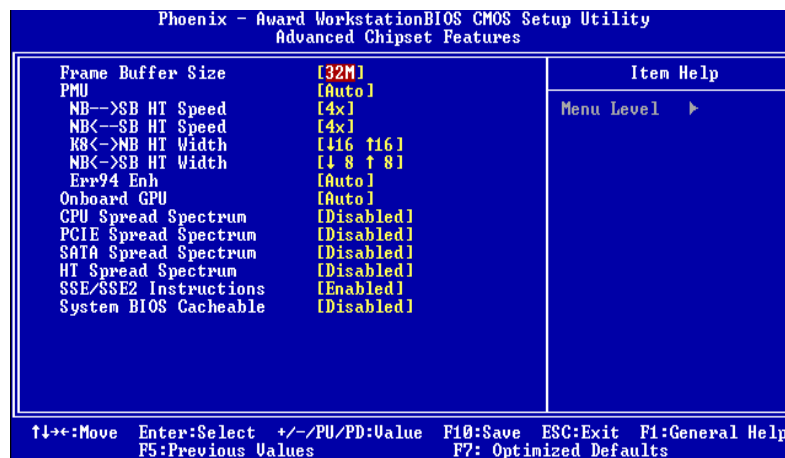 Phoenix - Award WorkstationBIOS CMOS Setup Utility
Advanced Chipset Features
Frame Buffer Size [32M]
PMU [Auto]
NB-->SB HT Speed [4x]
NB<--SB HT Speed [4x]
K8<->NB HT Width [↓16 ↑16]
NB<->SB HT Width [↓ 8 ↑ 8]
Err94 Enh [Auto]
Onboard GPU [Auto]
CPU Spread Spectrum [Disabled]
PCIE Spread Spectrum [Disabled]
SATA Spread Spectrum [Disabled]
HT Spread Spectrum [Disabled]
SSE/SSE2 Instructions [Enabled]
System BIOS Cacheable [Disabled]
Item Help
Menu Level ▶
↑↓→←:Move Enter:Select +/-/PU/PD:Value F10:Save ESC:Exit F1:General Help
F5:Previous Values F7: Optimized Defaults